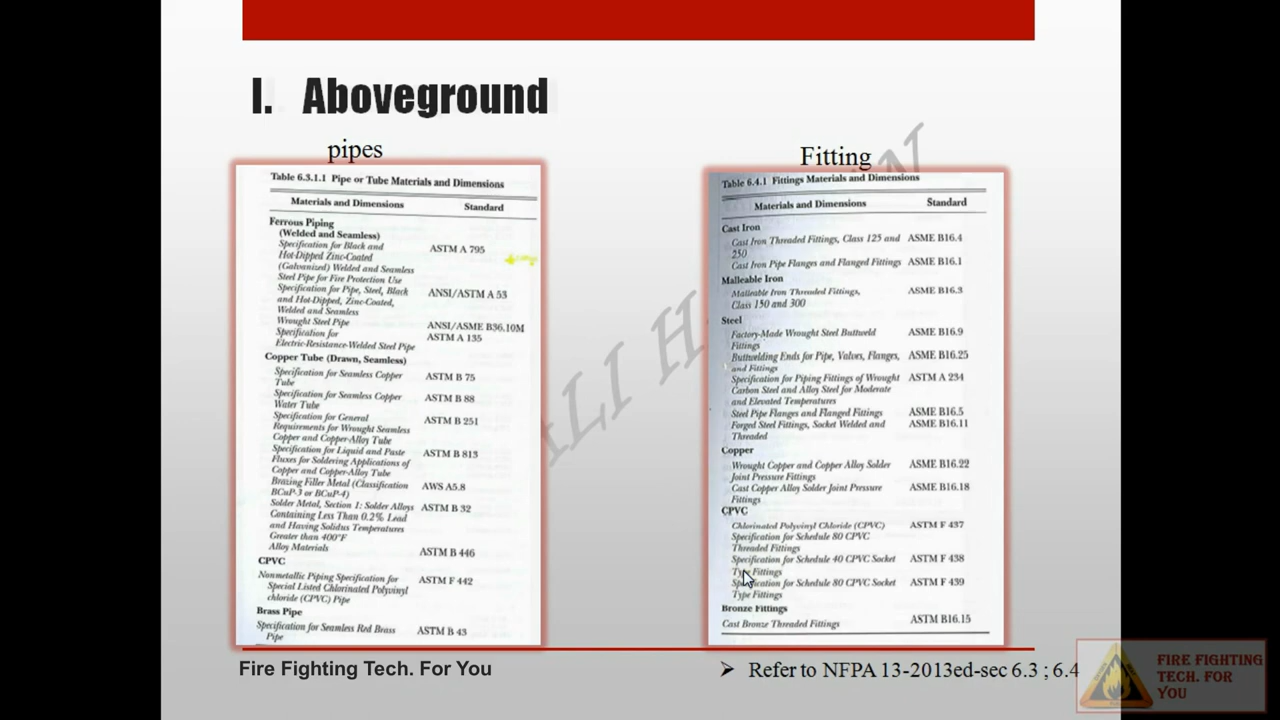 I. Aboveground
pipes
Table 6.3.1.1 Pipe or Tube Materials and Dimensions
Materials and Dimensions Standard
Ferrous Piping
(Welded and Seamless)
Specification for Black and ASTM A 795
Hot-Dipped Zinc-Coated
(Galvanized) Welded and Seamless
Steel Pipe for Fire Protection Use
Specification for Pipe, Steel, Black ANSI/ASTM A 53
and Hot-Dipped, Zinc-Coated,
Welded and Seamless
Wrought Steel Pipe ANSI/ASME B36.10M
Specification for ASTM A 135
Electric-Resistance-Welded Steel Pipe
Copper Tube (Drawn, Seamless)
Specification for Seamless Copper ASTM B 75
Tube
Specification for Seamless Copper ASTM B 88
Water Tube
Specification for General ASTM B 251
Requirements for Wrought Seamless
Copper and Copper-Alloy Tube
Specification for Liquid and Paste ASTM B 813
Fluxes for Soldering Applications of
Copper and Copper-Alloy Tube
Brazing Filler Metal (Classification AWS A5.8
BCuP-3 or BCuP-4)
Solder Metal, Section 1: Solder Alloys ASTM B 32
Containing Less Than 0.2% Lead
and Having Solidus Temperatures
Greater than 400°F
Alloy Materials ASTM B 446
CPVC
Nonmetallic Piping Specification for ASTM F 442
Special Listed Chlorinated Polyvinyl
chloride (CPVC) Pipe
Brass Pipe
Specification for Seamless Red Brass ASTM B 43
Pipe
Fitting
Table 6.4.1 Fittings Materials and Dimensions
Materials and Dimensions Standard
Cast Iron
Cast Iron Threaded Fittings, Class 125 and ASME B16.4
250
Cast Iron Pipe Flanges and Flanged Fittings ASME B16.1
Malleable Iron
Malleable Iron Threaded Fittings, ASME B16.3
Class 150 and 300
Steel
Factory-Made Wrought Steel Buttweld ASME B16.9
Fittings
Buttwelding Ends for Pipe, Valves, Flanges, ASME B16.25
and Fittings
Specification for Piping Fittings of Wrought ASTM A 234
Carbon Steel and Alloy Steel for Moderate
and Elevated Temperatures
Steel Pipe Flanges and Flanged Fittings ASME B16.5
Forged Steel Fittings, Socket Welded and ASME B16.11
Threaded
Copper
Wrought Copper and Copper Alloy Solder ASME B16.22
Joint Pressure Fittings
Cast Copper Alloy Solder Joint Pressure ASME B16.18
Fittings
CPVC
Chlorinated Polyvinyl Chloride (CPVC) ASTM F 437
Specification for Schedule 80 CPVC
Threaded Fittings
Specification for Schedule 40 CPVC Socket ASTM F 438
Type Fittings
Specification for Schedule 80 CPVC Socket ASTM F 439
Type Fittings
Bronze Fittings
Cast Bronze Threaded Fittings ASTM B16.15
ALI H
N
Fire Fighting Tech. For You
➢ Refer to NFPA 13-2013ed-sec 6.3 ; 6.4
FIRE FIGHTING
TECH. FOR
YOU